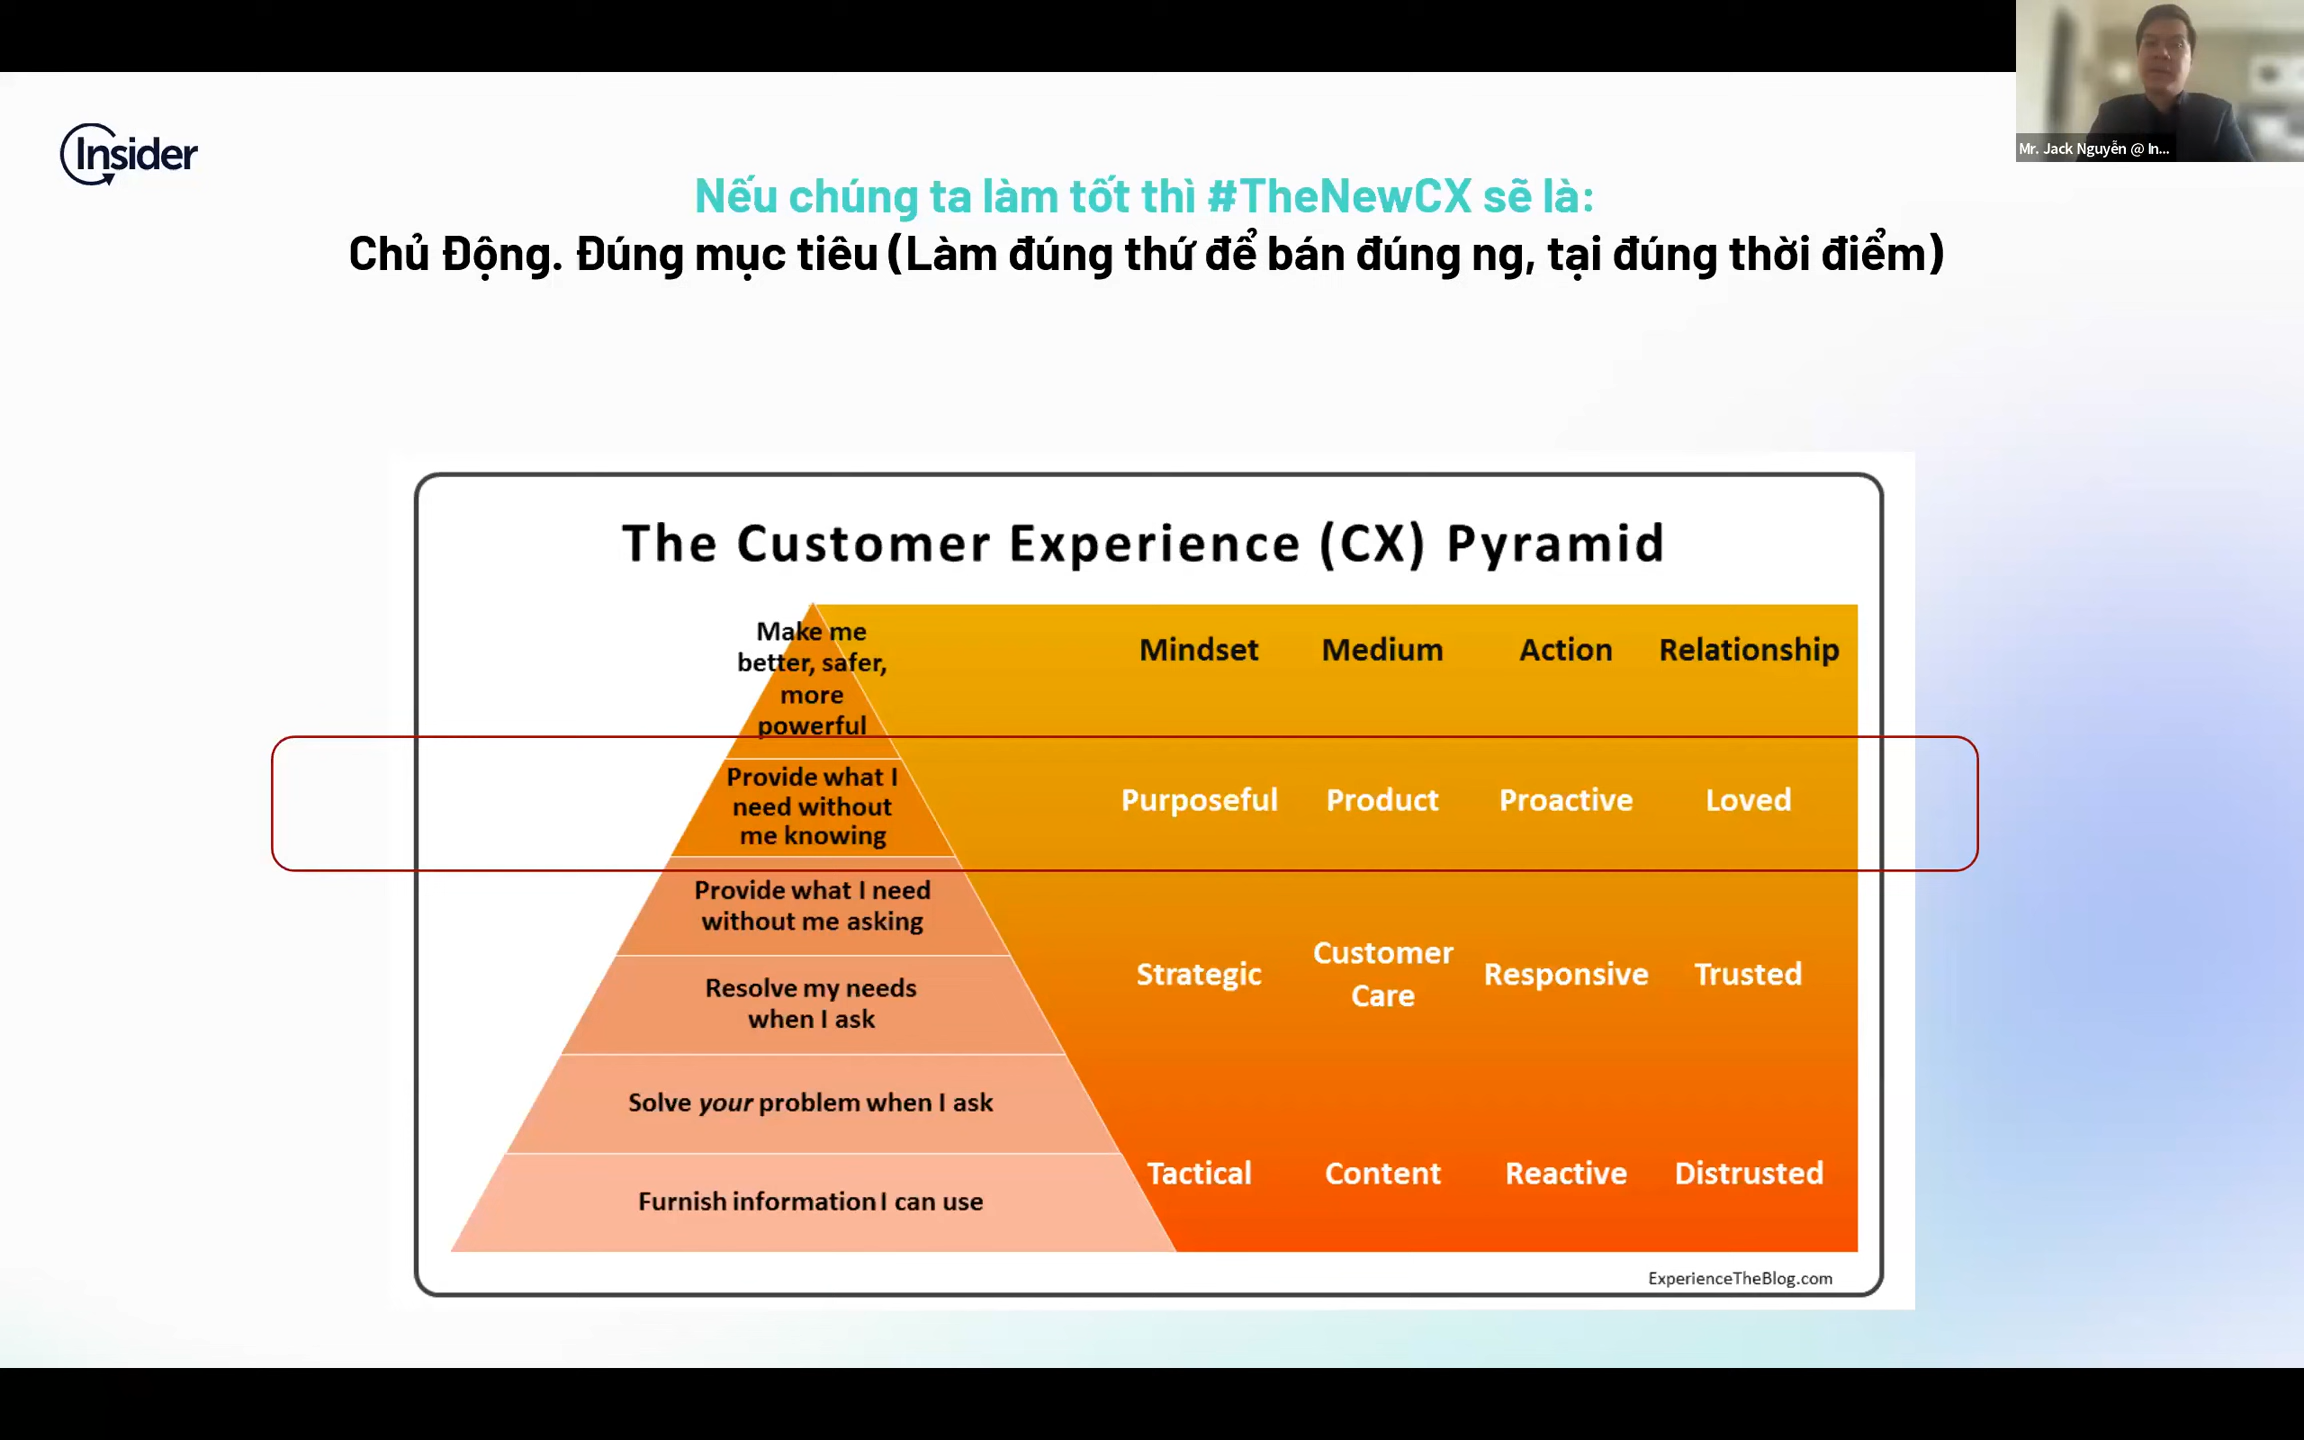 Mr. Jack Nguyễn @ In...
Insider
Nếu chúng ta làm tốt thì #TheNewCX sẽ là:
Chủ Động. Đúng mục tiêu (Làm đúng thứ để bán đúng ng, tại đúng thời điểm)
The Customer Experience (CX) Pyramid
Make me
better, safer,
more
powerful
Mindset Medium Action Relationship
Provide what I
need without
me knowing
Purposeful Product Proactive Loved
Provide what I need
without me asking
Resolve my needs
when I ask
Strategic Customer Care Responsive Trusted
Solve your problem when I ask
Furnish information I can use
Tactical Content Reactive Distrusted
ExperienceTheBlog.com